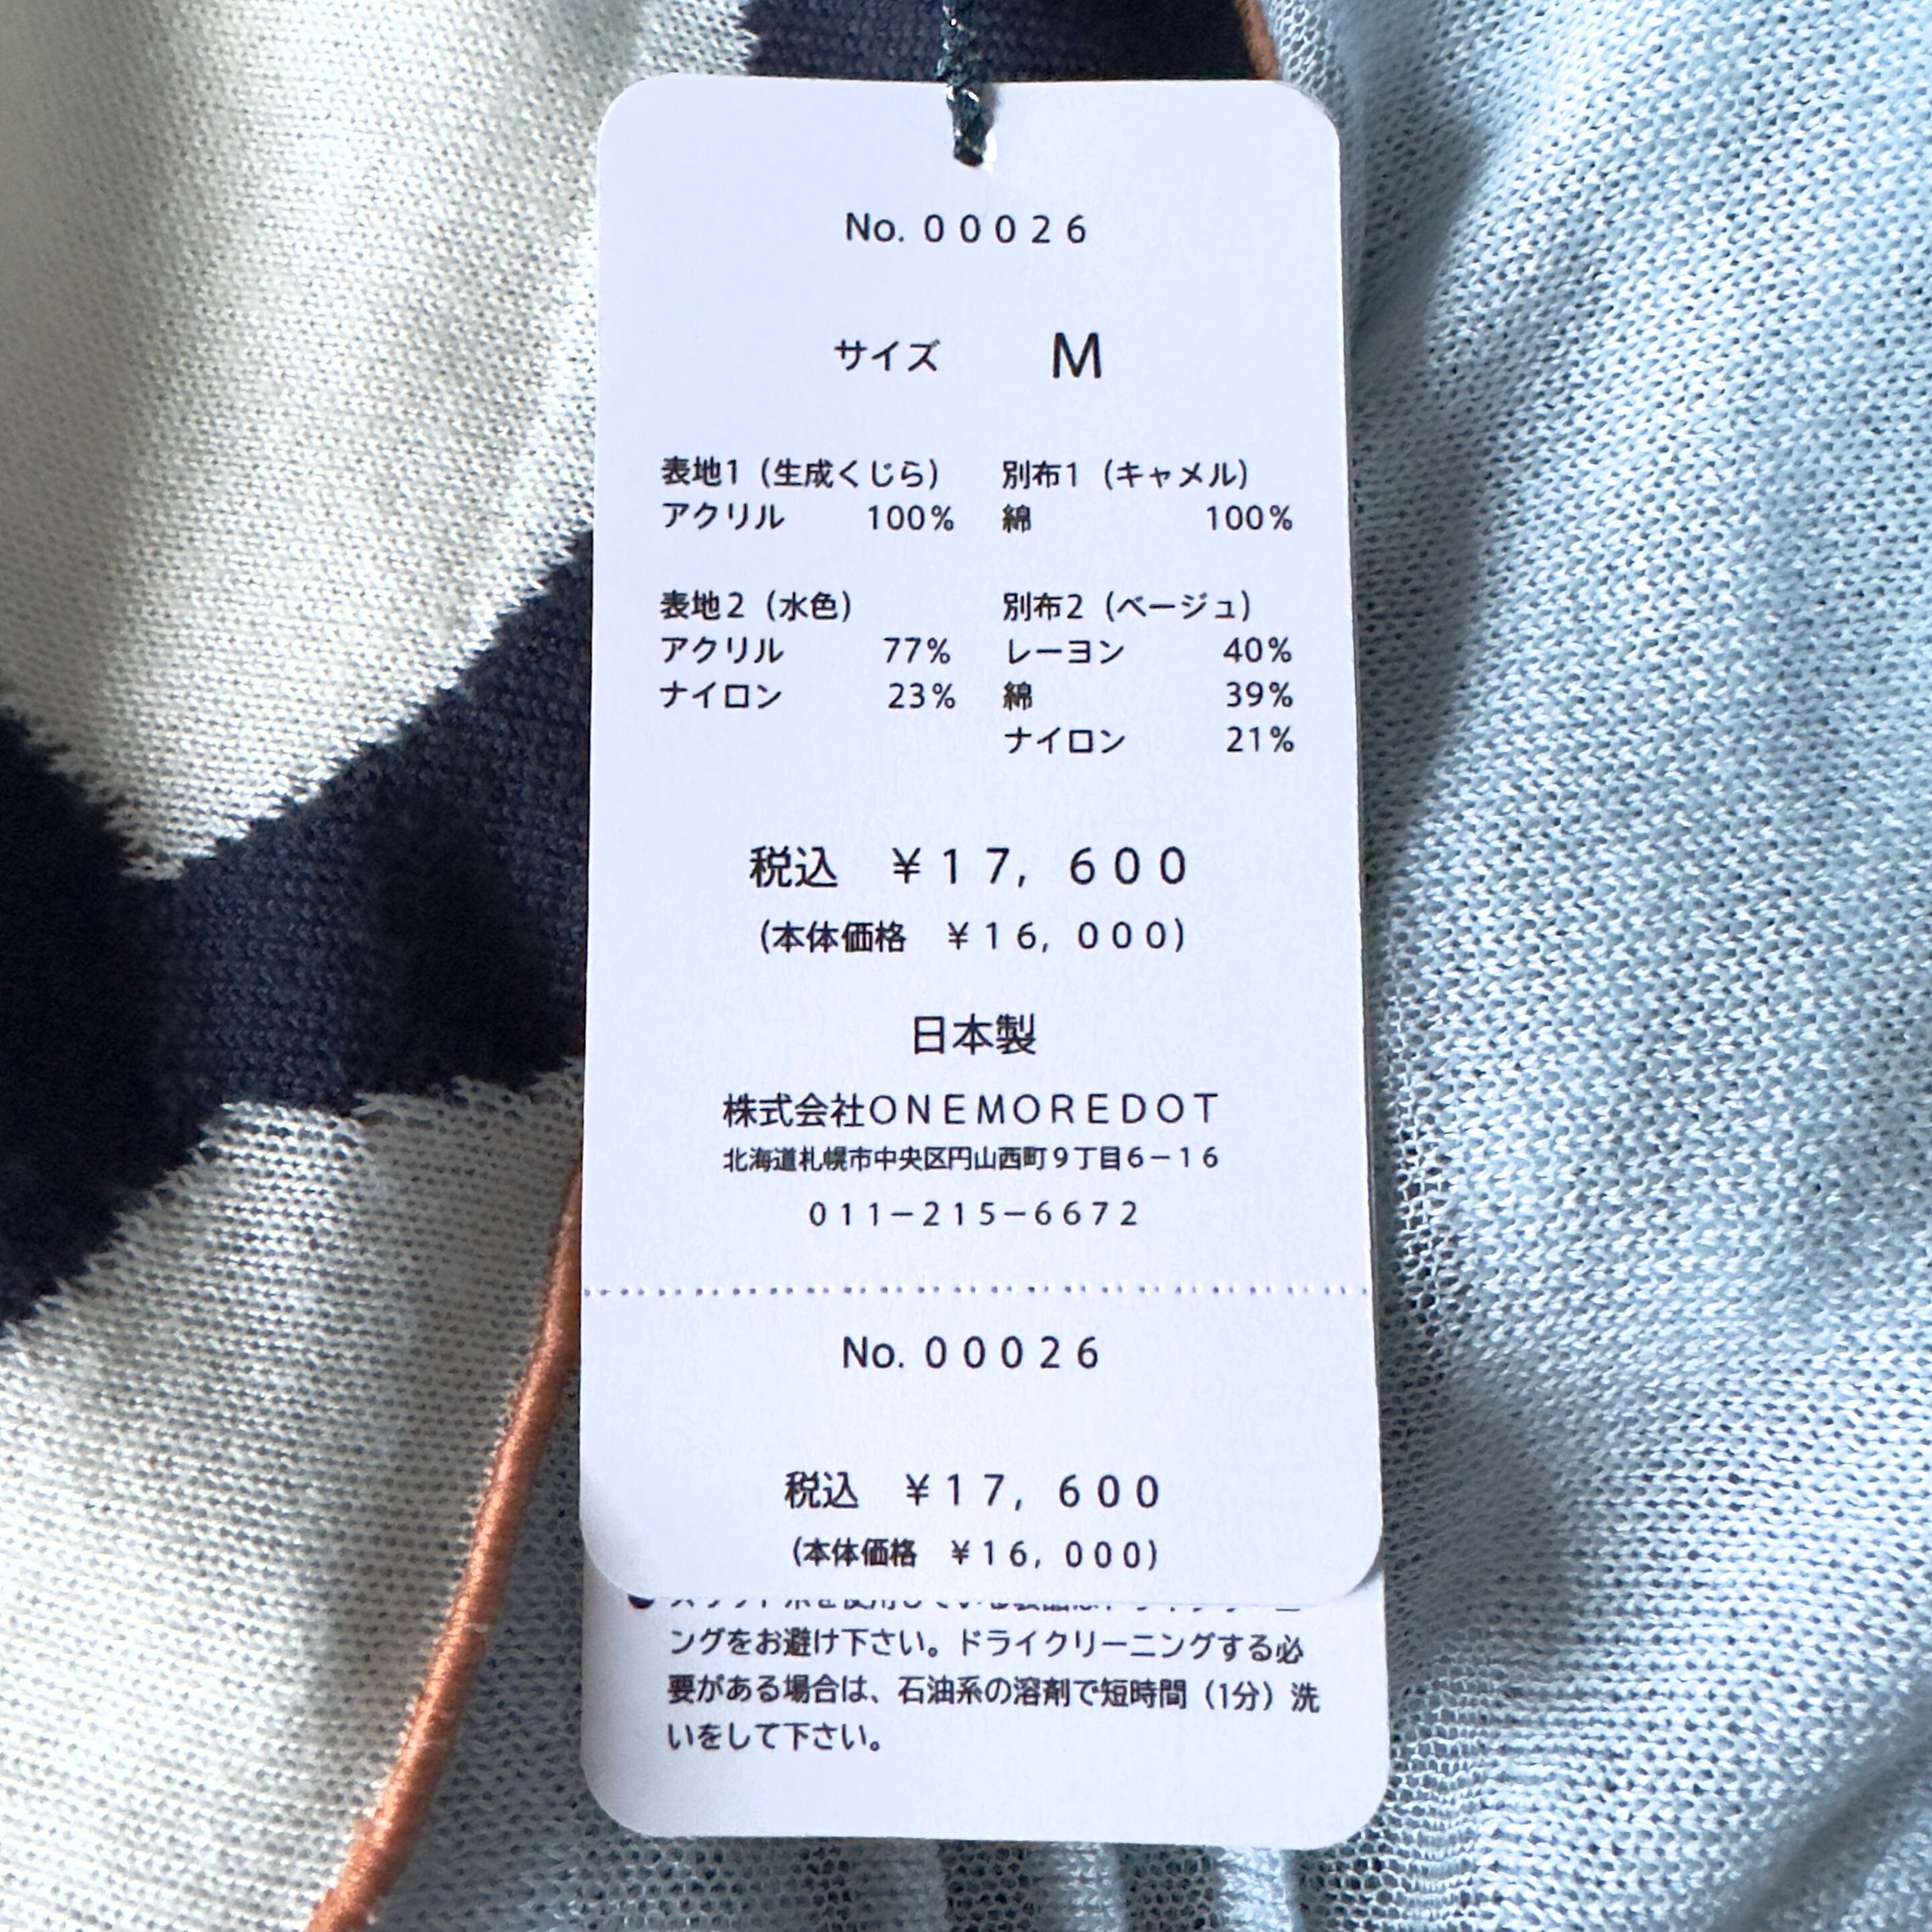 No. 00026
サイズ M
表地1（生成くじら）
アクリル 100%
別布1（キャメル）
綿 100%
表地2（水色）
アクリル 77%
ナイロン 23%
別布2（ベージュ）
レーヨン 40%
綿 39%
ナイロン 21%
税込 ￥17,600
(本体価格 ￥16,000)
日本製
株式会社ONEMOREDOT
北海道札幌市中央区円山西町9丁目6－16
011－215－6672
No. 00026
税込 ￥17,600
(本体価格 ￥16,000)
ングをお避け下さい。ドライクリーニングする必
要がある場合は、石油系の溶剤で短時間（1分）洗
いをして下さい。